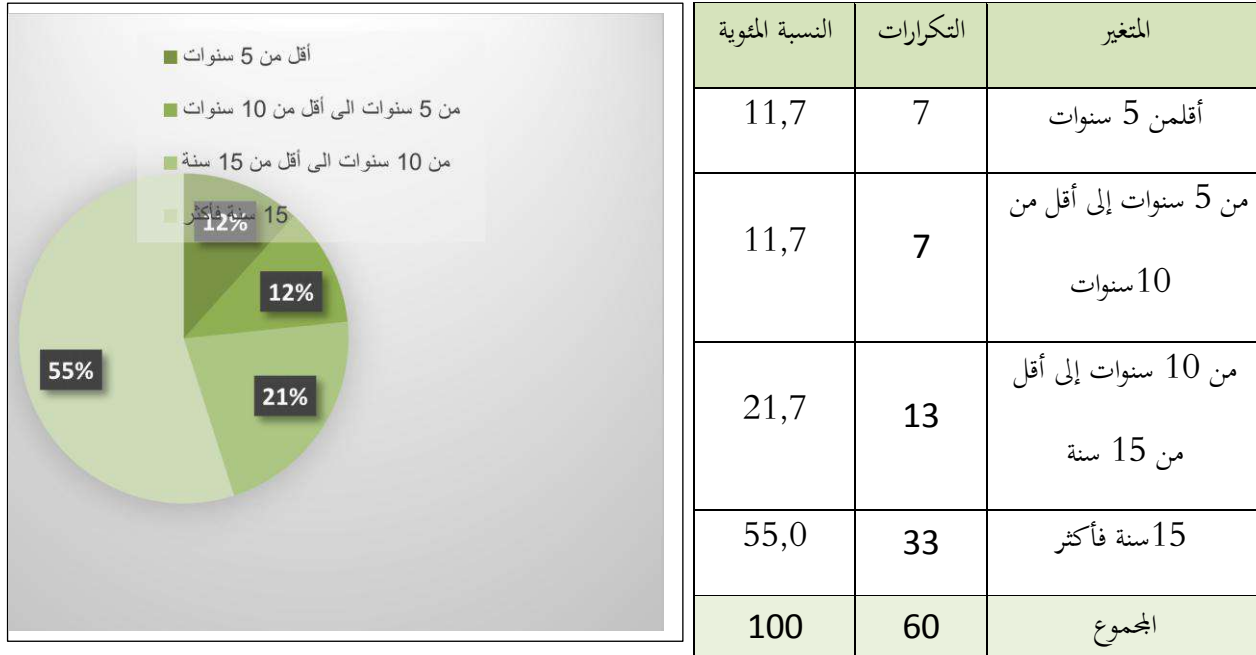 المتغير
التكرارات
النسبة المئوية
أقلمن 5 سنوات
7
11,7
من 5 سنوات إلى أقل من
10سنوات
7
11,7
من 10 سنوات إلى أقل
من 15 سنة
13
21,7
15سنة فأكثر
33
55,0
المجموع
60
100
أقل من 5 سنوات
من 5 سنوات الى أقل من 10 سنوات
من 10 سنوات الى أقل من 15 سنة
15 سنة فأكثر
12%
12%
21%
55%